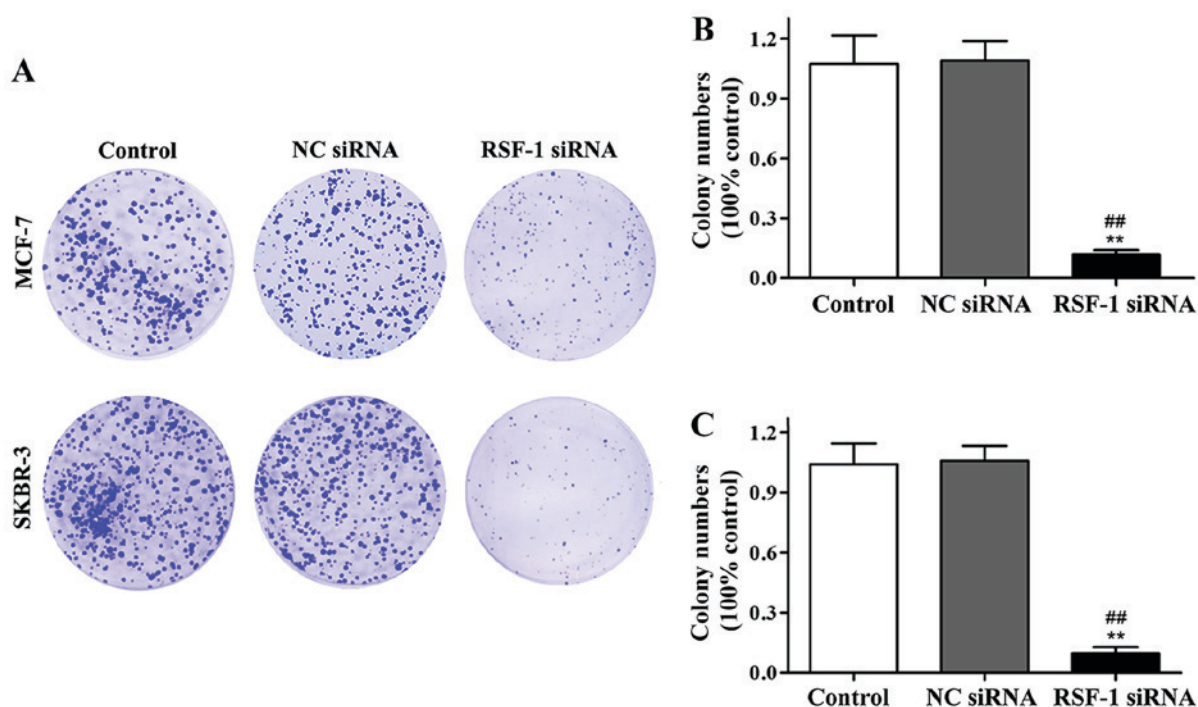 A
Control NC siRNA RSF-1 siRNA
MCF-7
SKBR-3
B
Colony numbers
(100% control)
1.2
0.9
0.6
0.3
0.0
##
**
Control NC siRNA RSF-1 siRNA
C
Colony numbers
(100% control)
1.2
0.9
0.6
0.3
0.0
##
**
Control NC siRNA RSF-1 siRNA